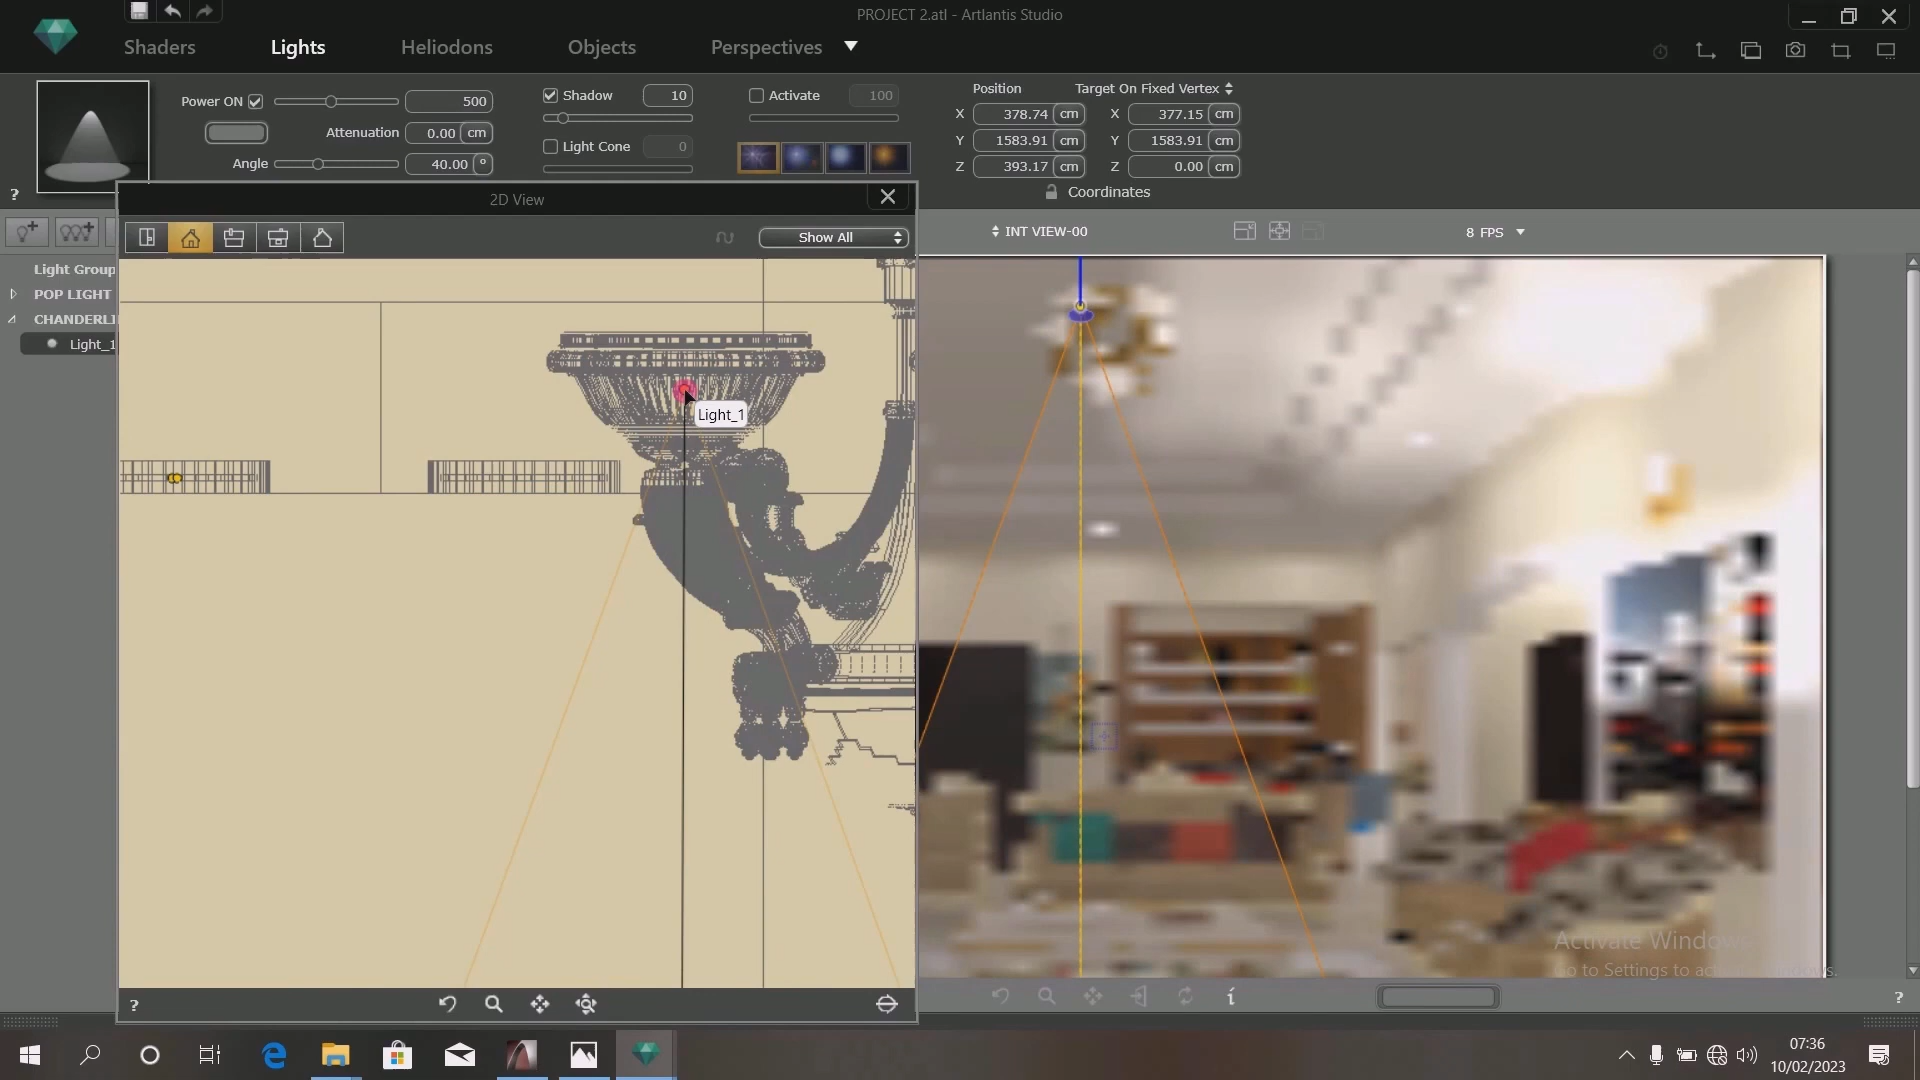 PROJECT 2.atl - Artlantis Studio
Shaders Lights Heliodons Objects Perspectives
Power ON 500
Attenuation 0.00 cm
Angle 40.00 °
Shadow 10
Light Cone 0
Activate 100
Position Target On Fixed Vertex
X 378.74 cm X 377.15 cm
Y 1583.91 cm Y 1583.91 cm
Z 393.17 cm Z 0.00 cm
Coordinates
?
2D View
Show All
INT VIEW-00
8 FPS
Light Group
POP LIGHT
CHANDERLI
Light_1
Light_1
Activate Windows
Go to Settings to activate Windows.
?
?
07:36
10/02/2023